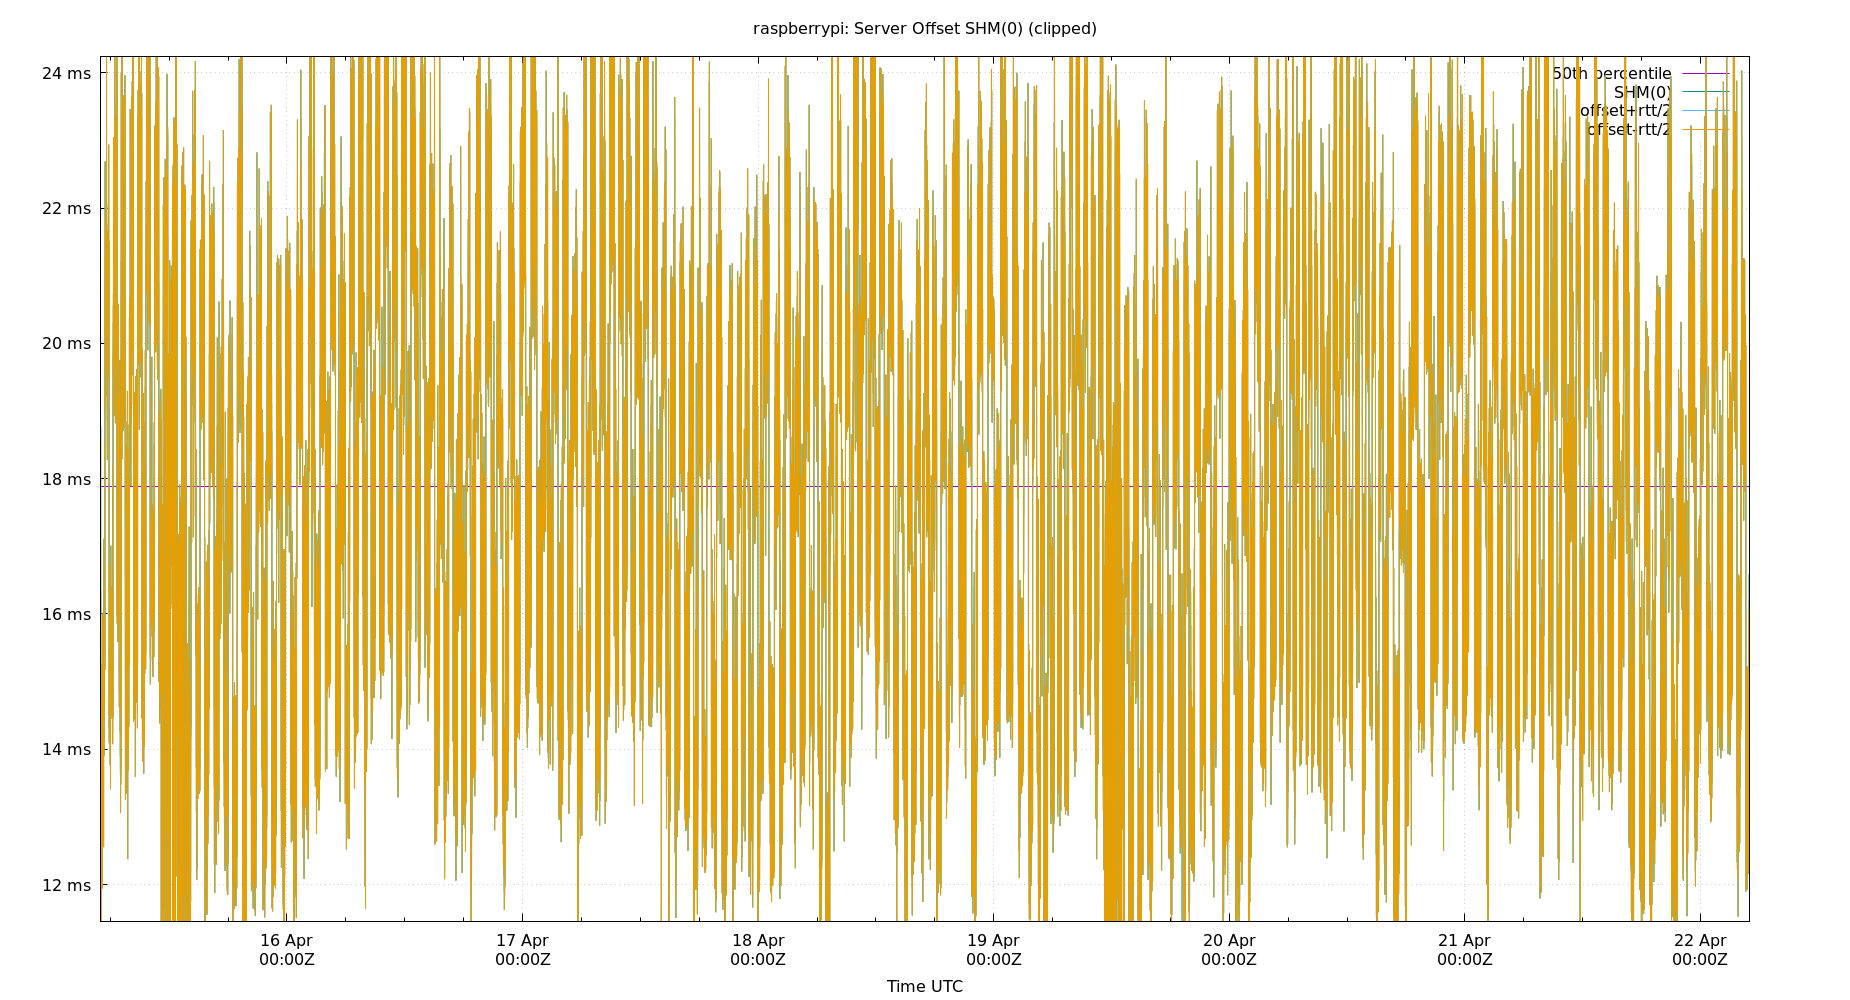 raspberrypi: Server Offset SHM(0) (clipped)
24 ms
22 ms
20 ms
18 ms
16 ms
14 ms
12 ms
50th percentile
SHM(0)
offset+rtt/2
offset-rtt/2
16 Apr
00:00Z
17 Apr
00:00Z
18 Apr
00:00Z
19 Apr
00:00Z
20 Apr
00:00Z
21 Apr
00:00Z
22 Apr
00:00Z
Time UTC